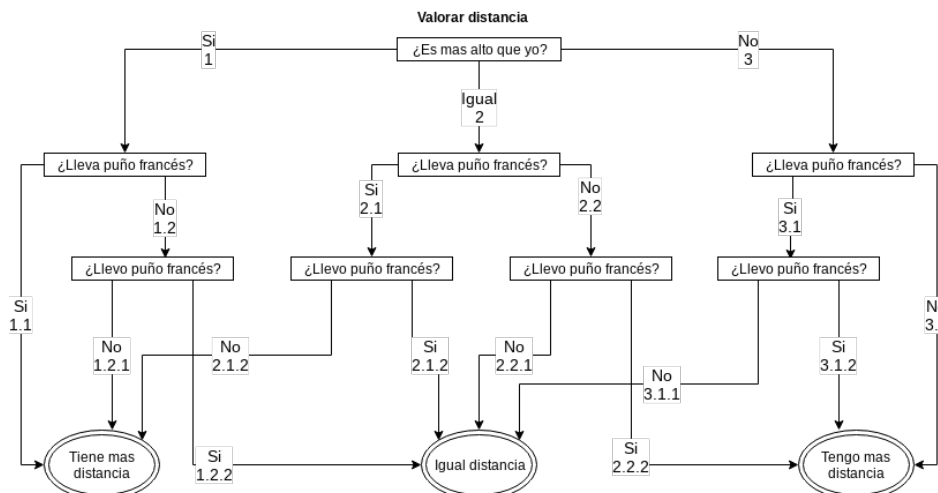 Valorar distancia
¿Es mas alto que yo?
Si
1
No
3
Igual
2
¿Lleva puño francés?
¿Lleva puño francés?
¿Lleva puño francés?
No
1.2
Si
2.1
No
2.2
Si
3.1
¿Llevo puño francés?
¿Llevo puño francés?
¿Llevo puño francés?
¿Llevo puño francés?
Si
1.1
N
3.
No
1.2.1
No
2.1.2
Si
2.1.2
No
2.2.1
No
3.1.1
Si
3.1.2
Si
1.2.2
Si
2.2.2
Tiene mas
distancia
Igual distancia
Tengo mas
distancia